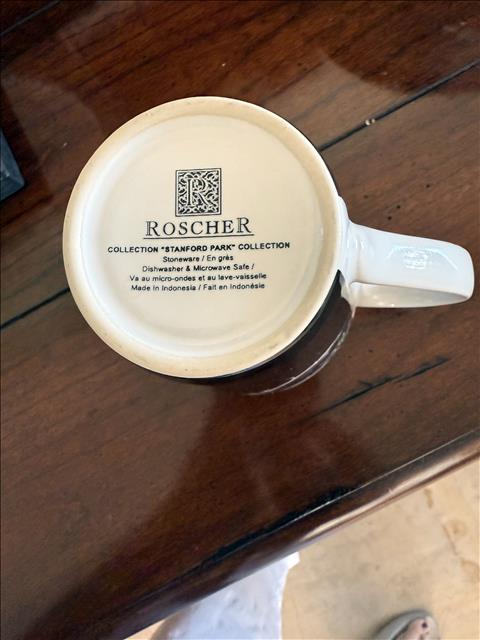 R
ROSCHER
COLLECTION "STANFORD PARK" COLLECTION
Stoneware / En grès
Dishwasher & Microwave Safe /
Va au micro-ondes et au lave-vaisselle
Made In Indonesia / Fait en Indonésie